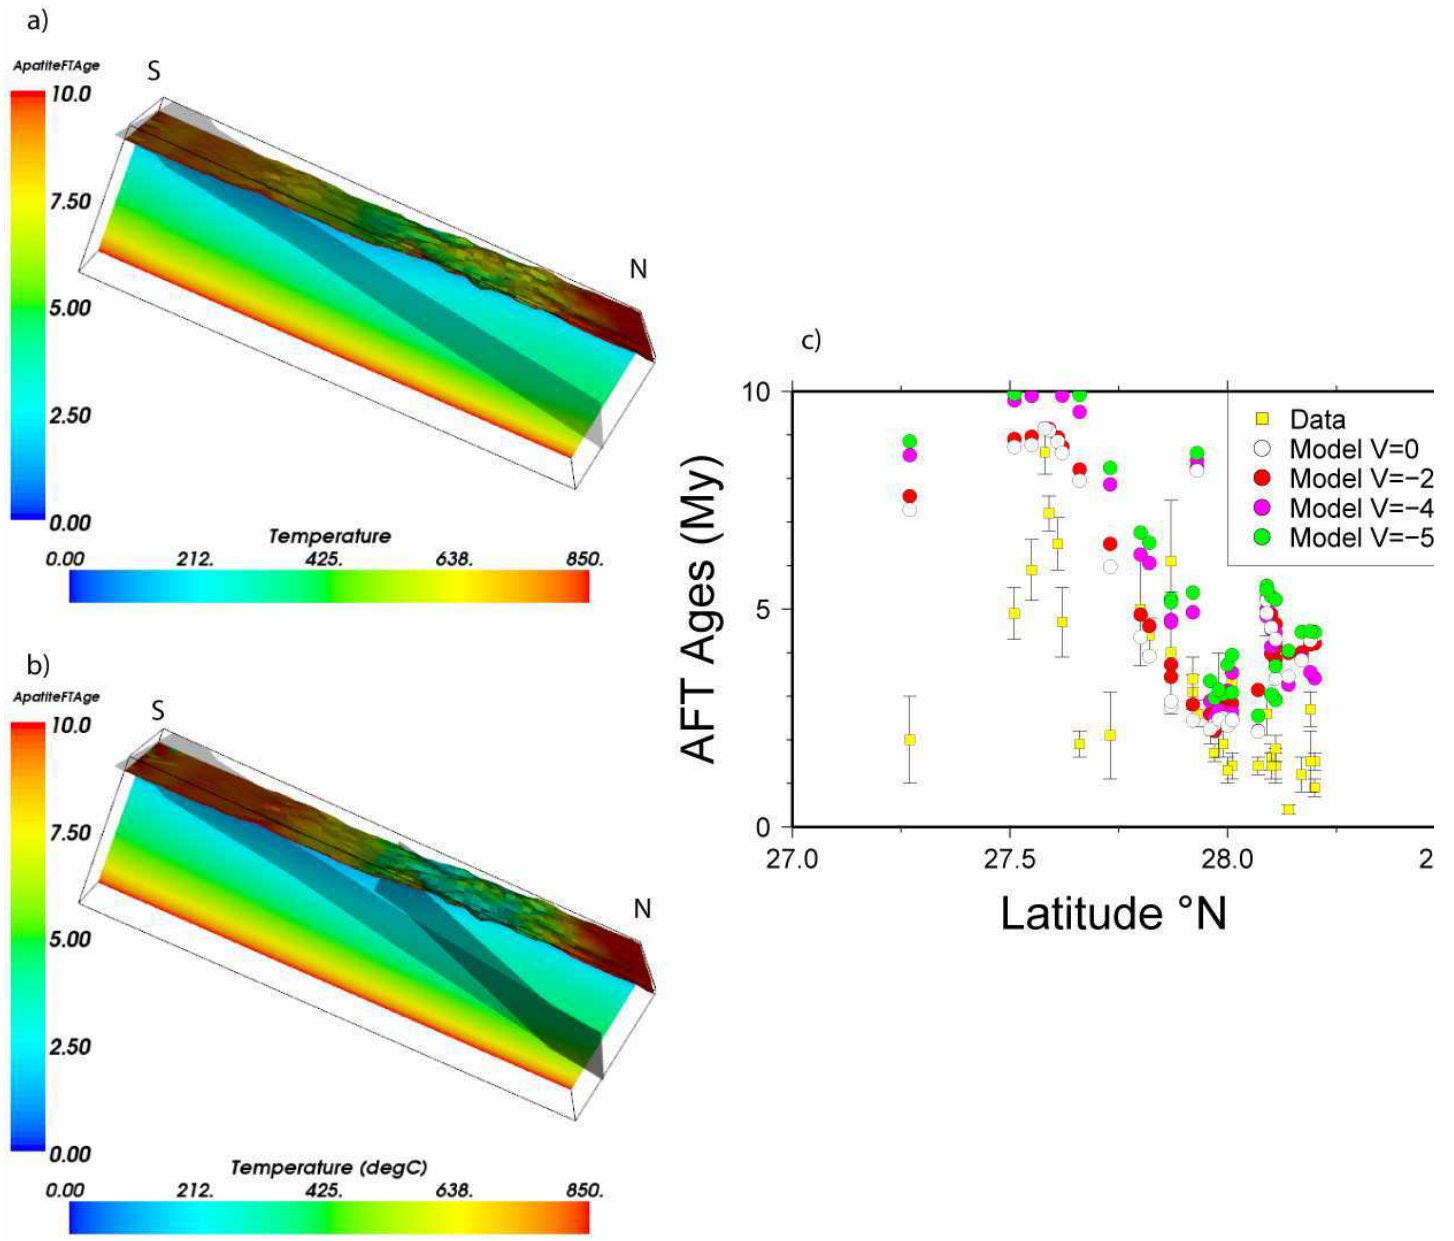 a)
ApatiteFTAge
S
10.0
7.50
N
5.00
2.50
0.00
Temperature
0.00 212. 425. 638. 850.
b)
ApatiteFTAge
S
10.0
7.50
N
5.00
2.50
0.00
Temperature (degC)
0.00 212. 425. 638. 850.
c)
10
Data
Model V=0
Model V=−2
Model V=−4
Model V=−5
AFT Ages (My)
5
0
27.0 27.5 28.0 2
Latitude °N